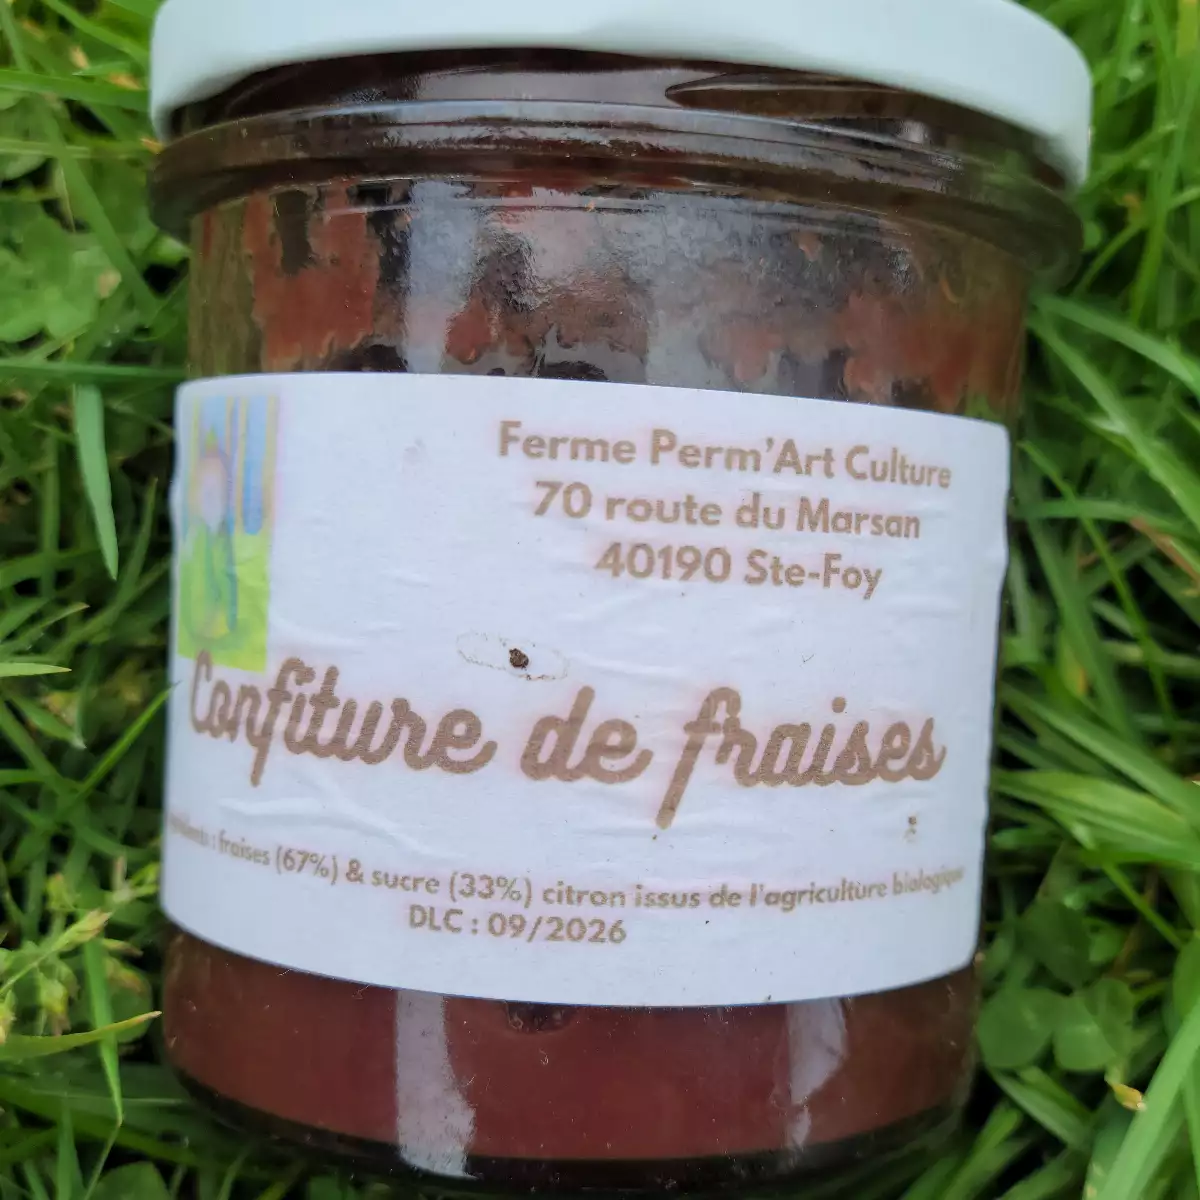 Ferme Perm'Art Culture
70 route du Marsan
40190 Ste-Foy
Confiture de fraises
: fraises (67%) & sucre (33%) citron issus de l'agriculture biologique
DLC : 09/2026